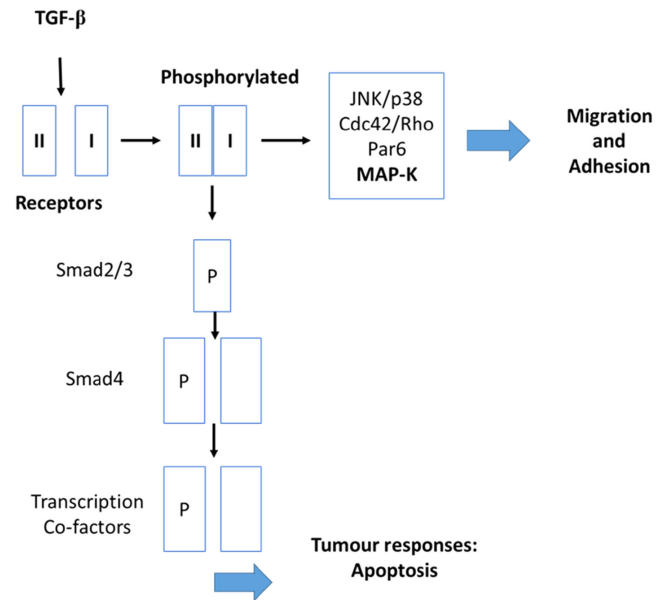 TGF-β
Phosphorylated
II
I
II
I
Receptors
JNK/p38
Cdc42/Rho
Par6
MAP-K
Migration
and
Adhesion
Smad2/3
P
Smad4
P
Transcription
Co-factors
P
Tumour responses:
Apoptosis